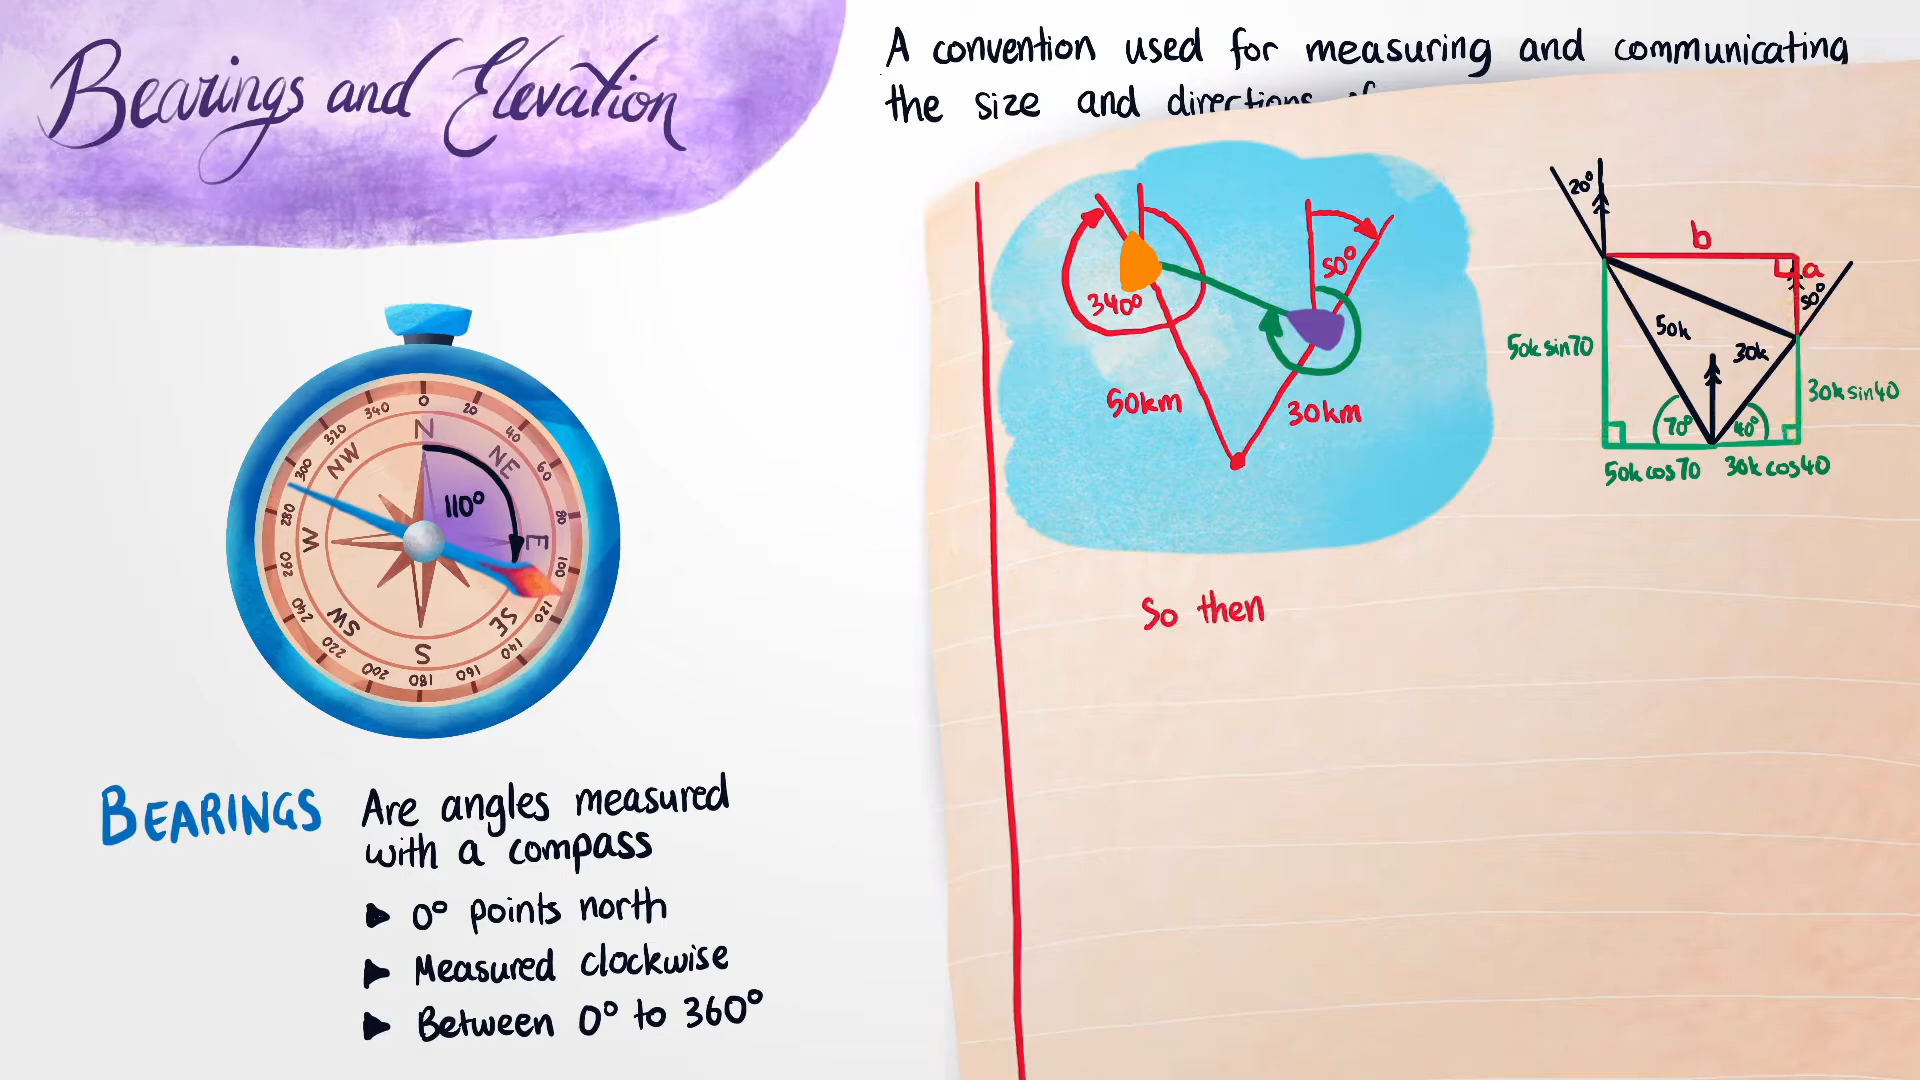 Bearings and Elevation
A convention used for measuring and communicating
the size and directions of
340°
50°
50km
30km
20°
b
a
50°
50k
30k
50k sin70
30k sin40
70°
40°
50k cos70 30k cos40
So then
0
20
40
60
80
100
120
140
160
180
200
220
240
260
280
300
320
340
N
NE
E
SE
S
SW
W
NW
110°
BEARINGS Are angles measured
with a compass
► 0° points north
► Measured clockwise
► Between 0° to 360°